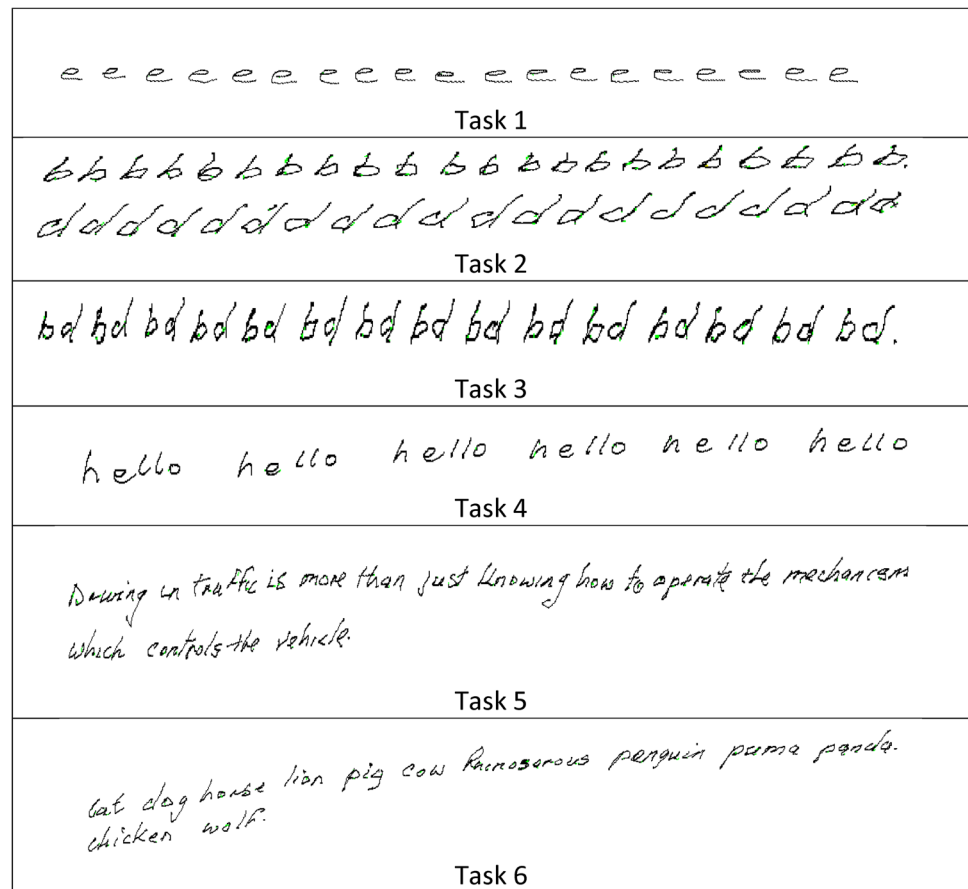 e e e e e e e e e e e e e e e e e e e
Task 1
b b b b b b b b b b b b b b b b b b b b b b.
d d d d d d d d d d d d d d d d d d d d
Task 2
bd bd bd bd bd bd bd bd bd bd bd bd bd bd bd.
Task 3
hello hello hello hello hello hello
Task 4
Driving in traffic is more than just knowing how to operate the mechanism
which controls the vehicle.
Task 5
Cat dog horse lion pig cow Rhinoserous penguin puma panda.
chicken wolf.
Task 6